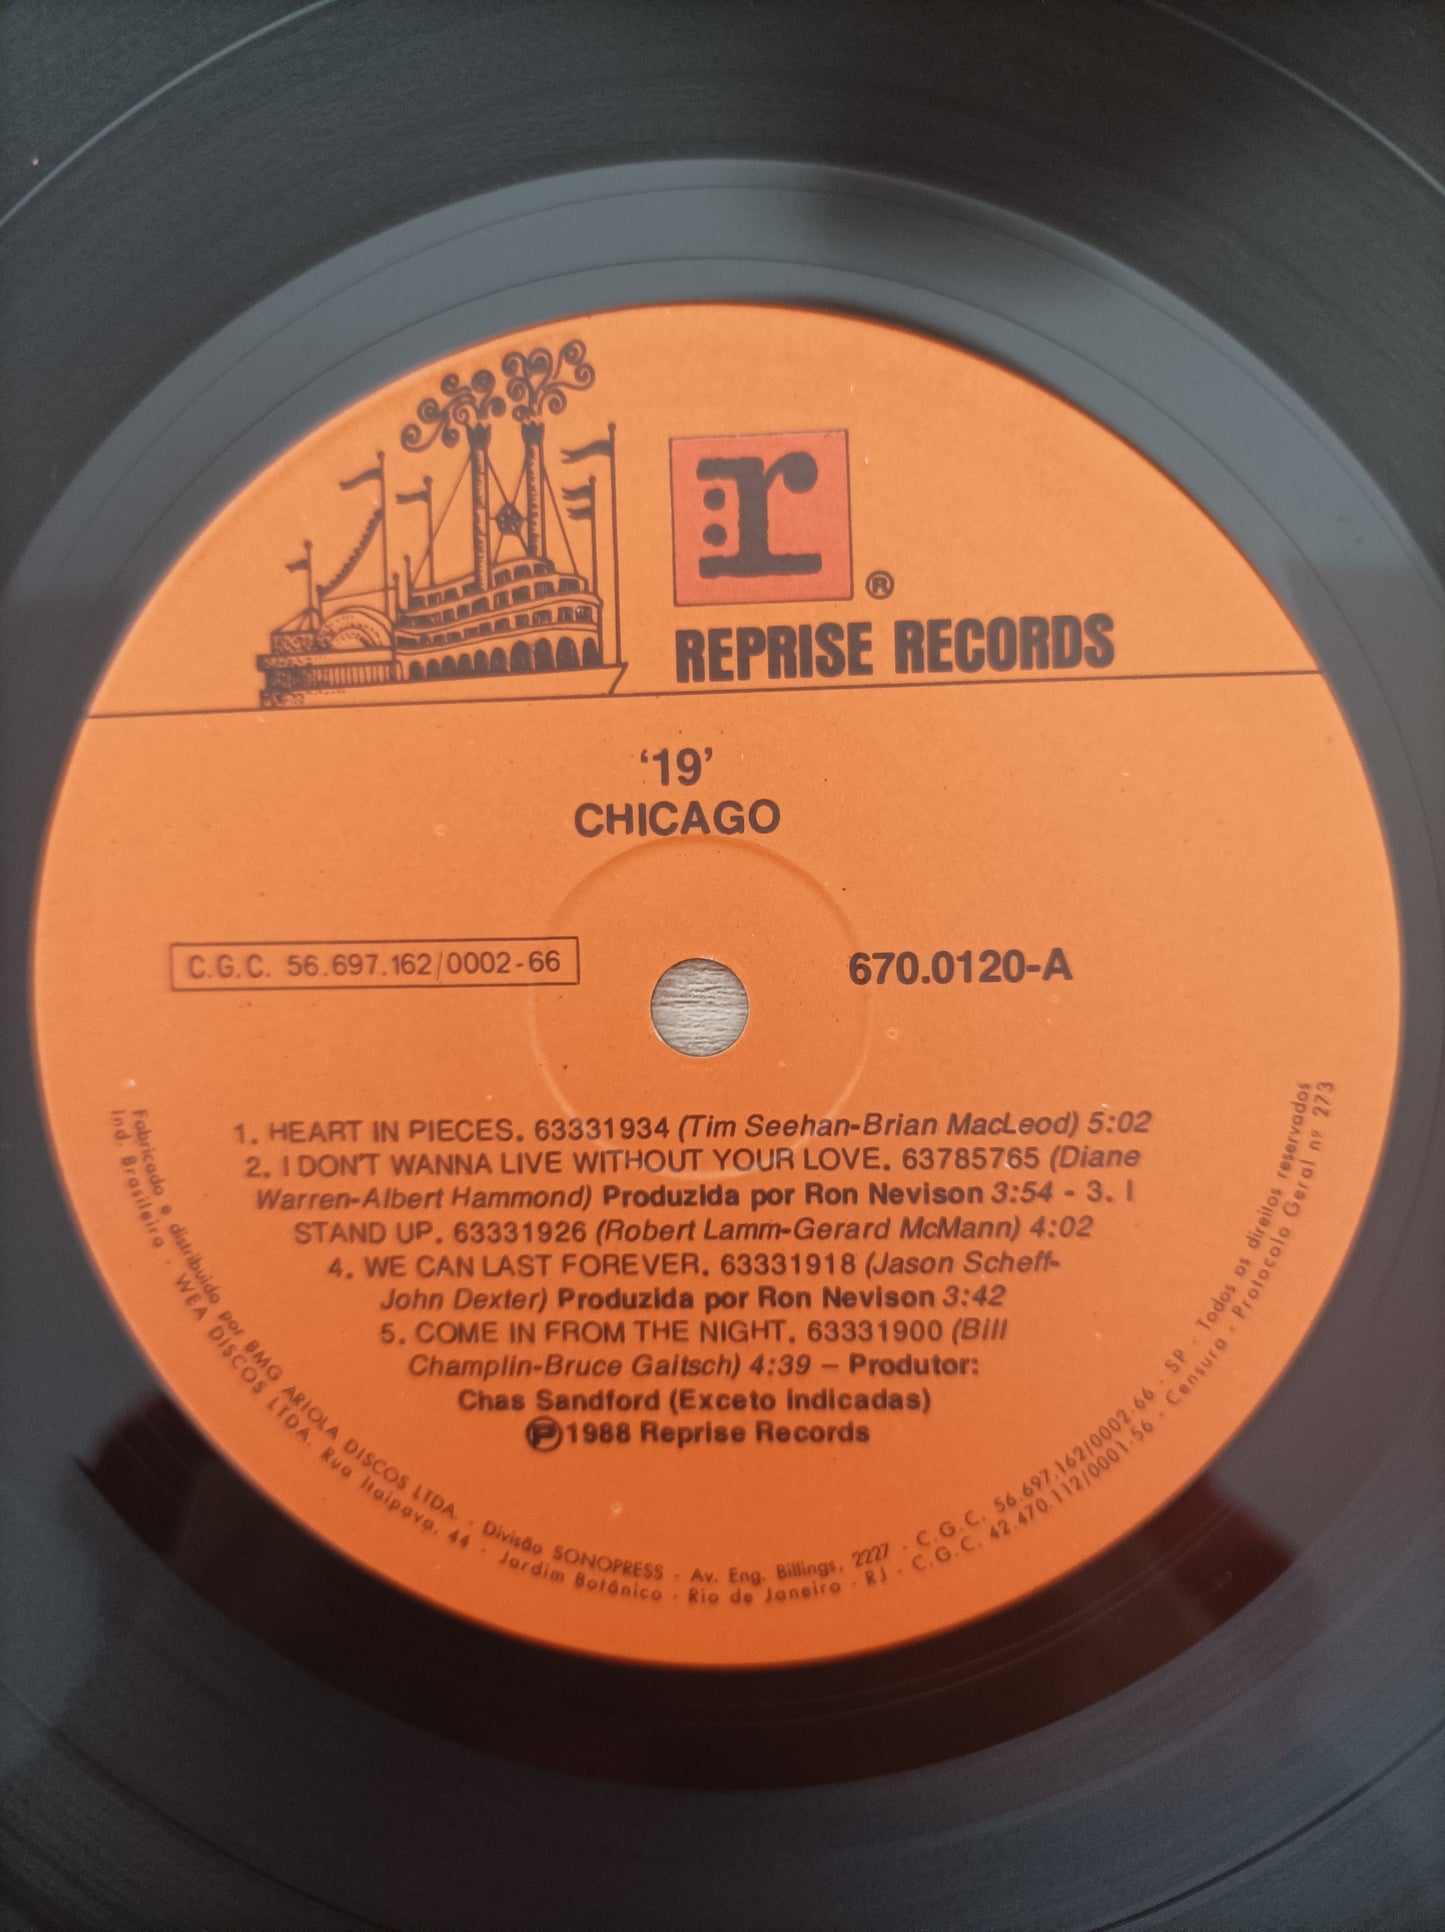 r
®
REPRISE RECORDS
‘19’
CHICAGO
C.G.C. 56.697.162/0002-66
670.0120-A
1. HEART IN PIECES. 63331934 (Tim Seehan-Brian MacLeod) 5:02
2. I DON'T WANNA LIVE WITHOUT YOUR LOVE. 63785765 (Diane
Warren-Albert Hammond) Produzida por Ron Nevison 3:54 - 3. I
STAND UP. 63331926 (Robert Lamm-Gerard McMann) 4:02
4. WE CAN LAST FOREVER. 63331918 (Jason Scheff-
John Dexter) Produzida por Ron Nevison 3:42
5. COME IN FROM THE NIGHT. 63331900 (Bill
Champlin-Bruce Gaitsch) 4:39 – Produtor:
Chas Sandford (Exceto indicadas)
℗1988 Reprise Records
Fabricado e distribuido por BMG ARIOLA DISCOS LTDA. - Divisão SONOPRESS - Av. Eng. Billings, 2227 - C.G.C. 56.697.162/0002-66 - SP - Todos os direitos reservados
Ind. Brasileira - WEA DISCOS LTDA. Rua Itaipava, 44 - Jardim Botânico - Rio de Janeiro - RJ - C.G.C. 42.470.112/0001-56 - Censura - Protocolo Geral nº 273